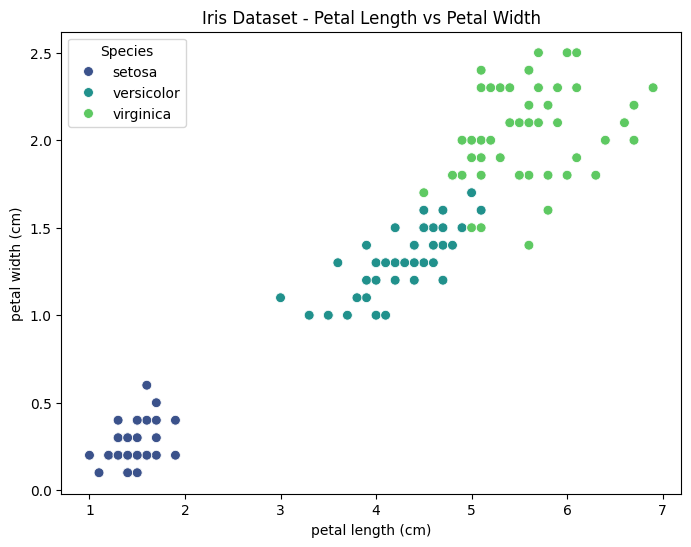 Iris Dataset - Petal Length vs Petal Width
Species
setosa
versicolor
virginica
petal width (cm)
2.5
2.0
1.5
1.0
0.5
0.0
1 2 3 4 5 6 7
petal length (cm)